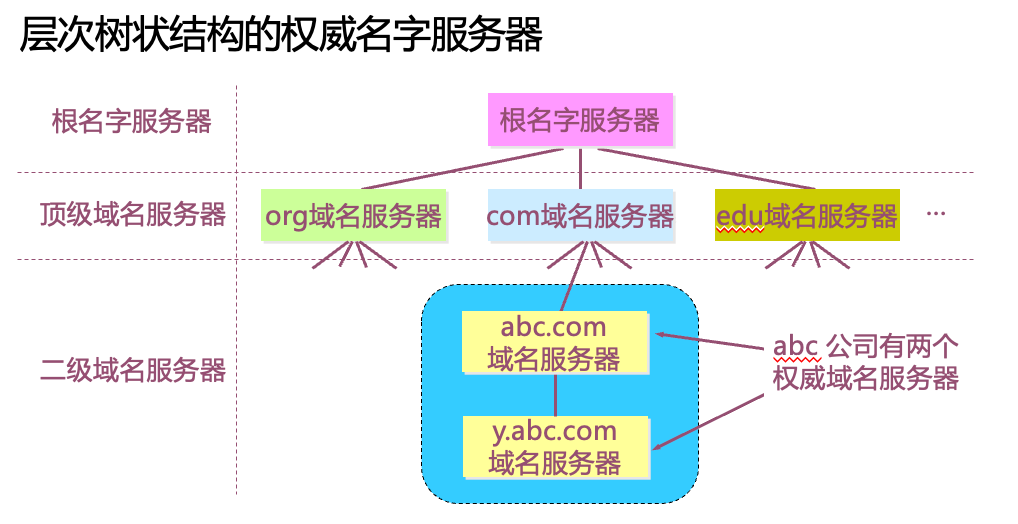 层次树状结构的权威名字服务器
根名字服务器
根名字服务器
顶级域名服务器
org域名服务器
com域名服务器
edu域名服务器
…
二级域名服务器
abc.com
域名服务器
abc 公司有两个
权威域名服务器
y.abc.com
域名服务器